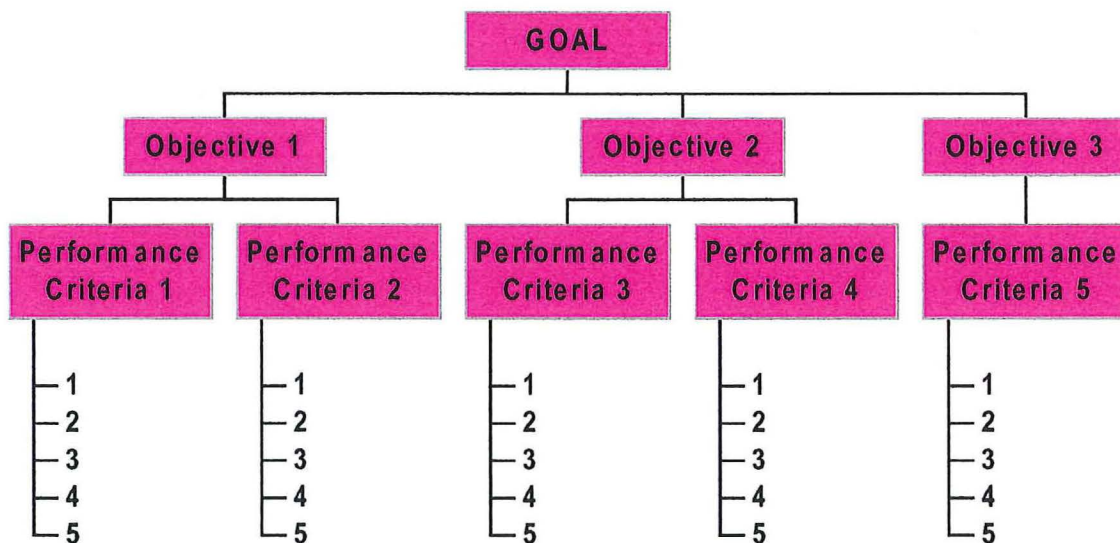 GOAL
Objective 1
Objective 2
Objective 3
Performance
Criteria 1
Performance
Criteria 2
Performance
Criteria 3
Performance
Criteria 4
Performance
Criteria 5
1
2
3
4
5
1
2
3
4
5
1
2
3
4
5
1
2
3
4
5
1
2
3
4
5